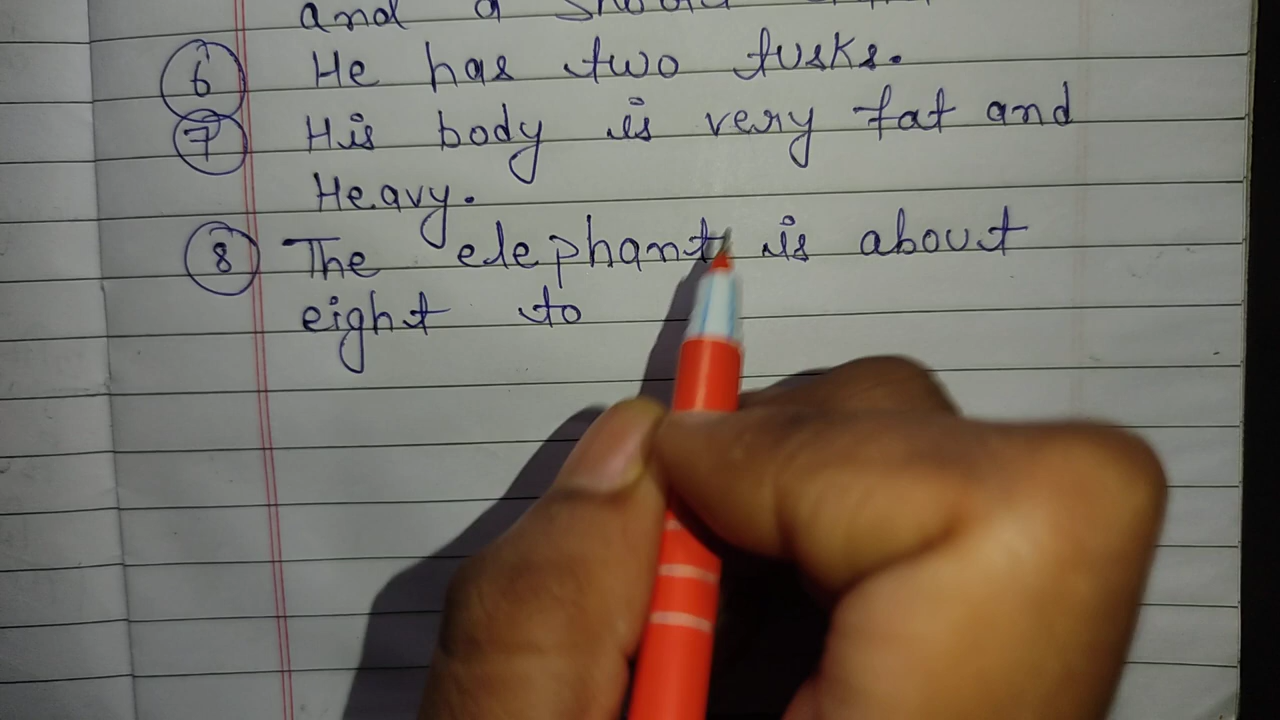 and a
⑥ He has two tusks.
⑦ His body is very fat and
Heavy.
⑧ The elephant is about
eight to